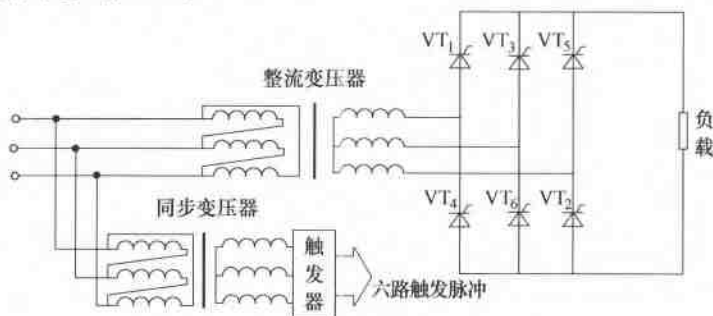 VT₁
VT₃
VT₅
整流变压器
负载
VT₄
VT₆
VT₂
同步变压器
触发器
六路触发脉冲